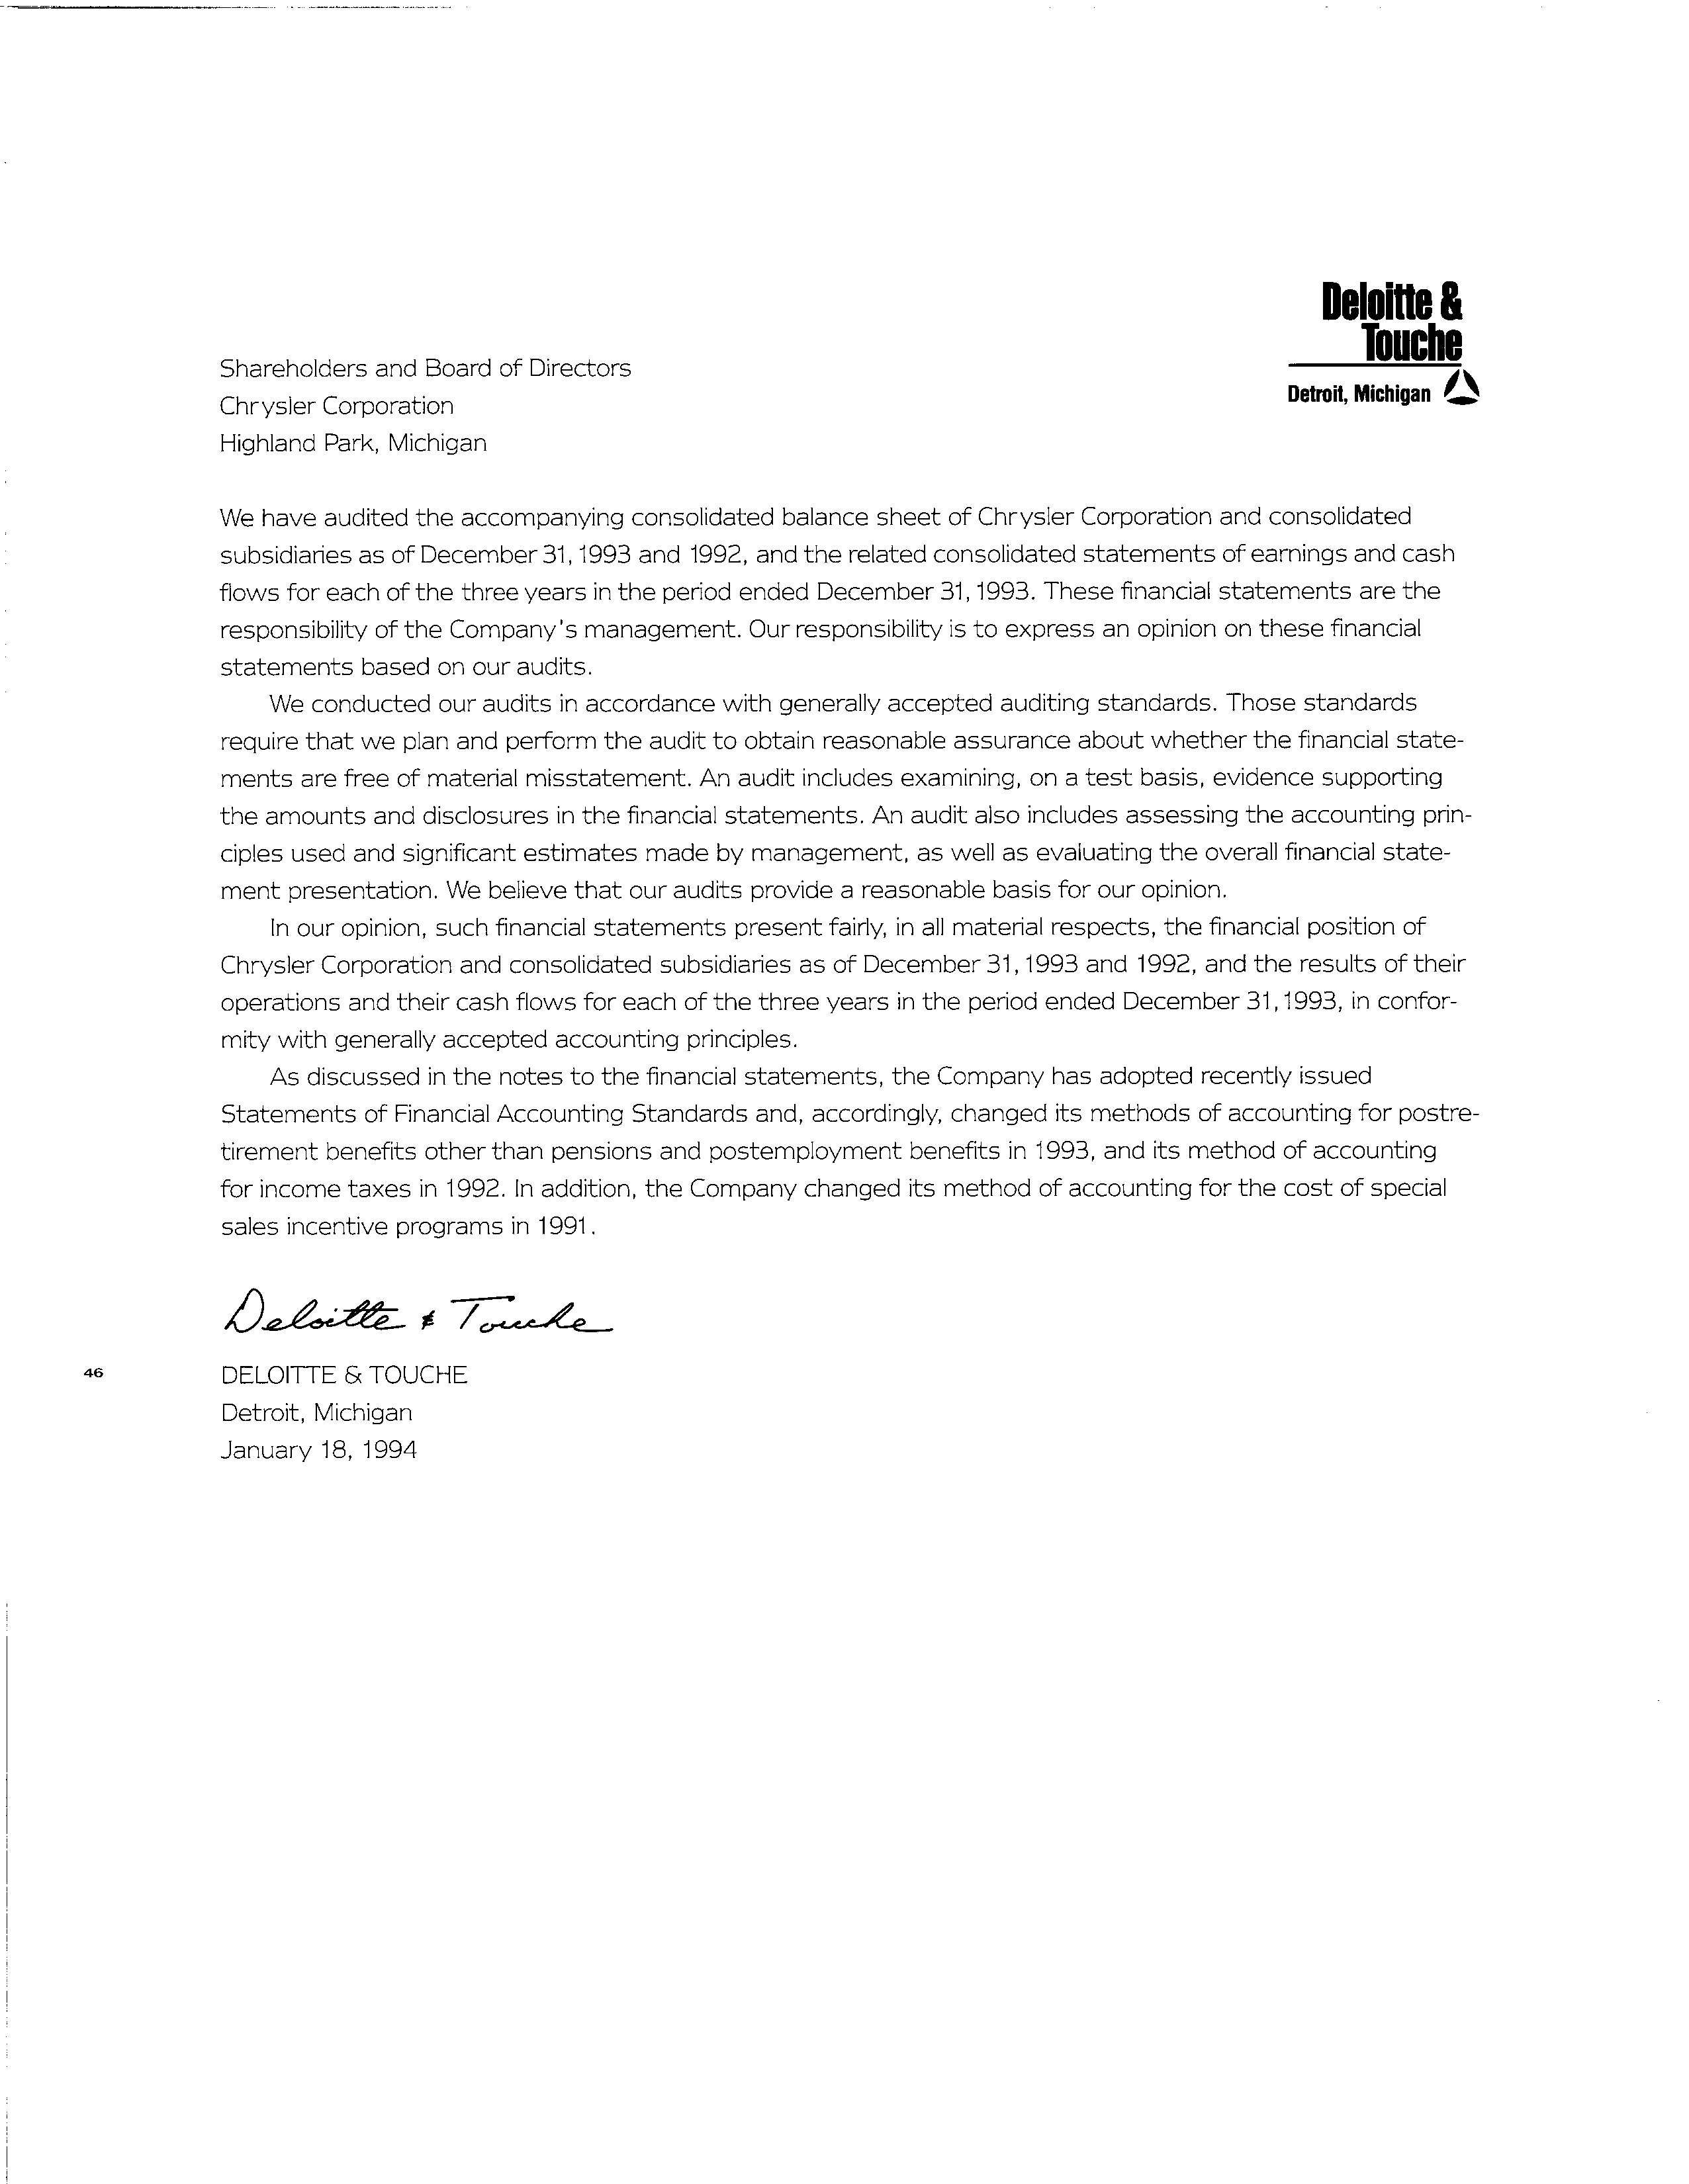 Deloitte &
Touche
Detroit, Michigan
Shareholders and Board of Directors
Chrysler Corporation
Highland Park, Michigan
We have audited the accompanying consolidated balance sheet of Chrysler Corporation and consolidated
subsidiaries as of December 31, 1993 and 1992, and the related consolidated statements of earnings and cash
flows for each of the three years in the period ended December 31, 1993. These financial statements are the
responsibility of the Company's management. Our responsibility is to express an opinion on these financial
statements based on our audits.
We conducted our audits in accordance with generally accepted auditing standards. Those standards
require that we plan and perform the audit to obtain reasonable assurance about whether the financial state-
ments are free of material misstatement. An audit includes examining, on a test basis, evidence supporting
the amounts and disclosures in the financial statements. An audit also includes assessing the accounting prin-
ciples used and significant estimates made by management, as well as evaluating the overall financial state-
ment presentation. We believe that our audits provide a reasonable basis for our opinion.
In our opinion, such financial statements present fairly, in all material respects, the financial position of
Chrysler Corporation and consolidated subsidiaries as of December 31, 1993 and 1992, and the results of their
operations and their cash flows for each of the three years in the period ended December 31, 1993, in confor-
mity with generally accepted accounting principles.
As discussed in the notes to the financial statements, the Company has adopted recently issued
Statements of Financial Accounting Standards and, accordingly, changed its methods of accounting for postre-
tirement benefits other than pensions and postemployment benefits in 1993, and its method of accounting
for income taxes in 1992. In addition, the Company changed its method of accounting for the cost of special
sales incentive programs in 1991.
Deloitte & Touche
46
DELOITTE & TOUCHE
Detroit, Michigan
January 18, 1994